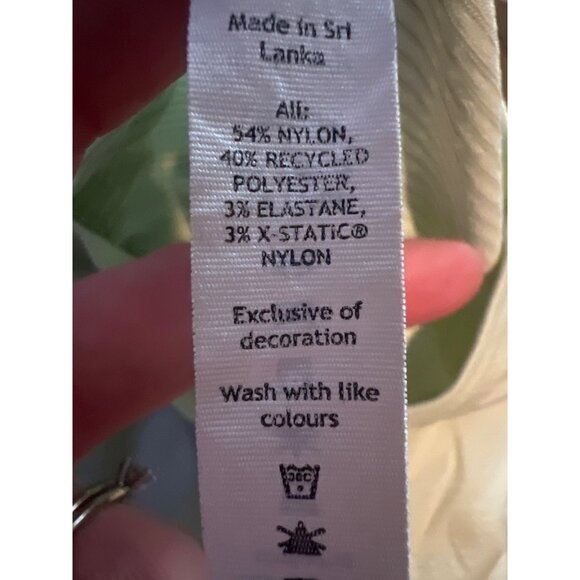 Made in Sri
Lanka
All:
54% NYLON,
40% RECYCLED
POLYESTER,
3% ELASTANE,
3% X-STATIC®
NYLON
Exclusive of
decoration
Wash with like
colours
30C